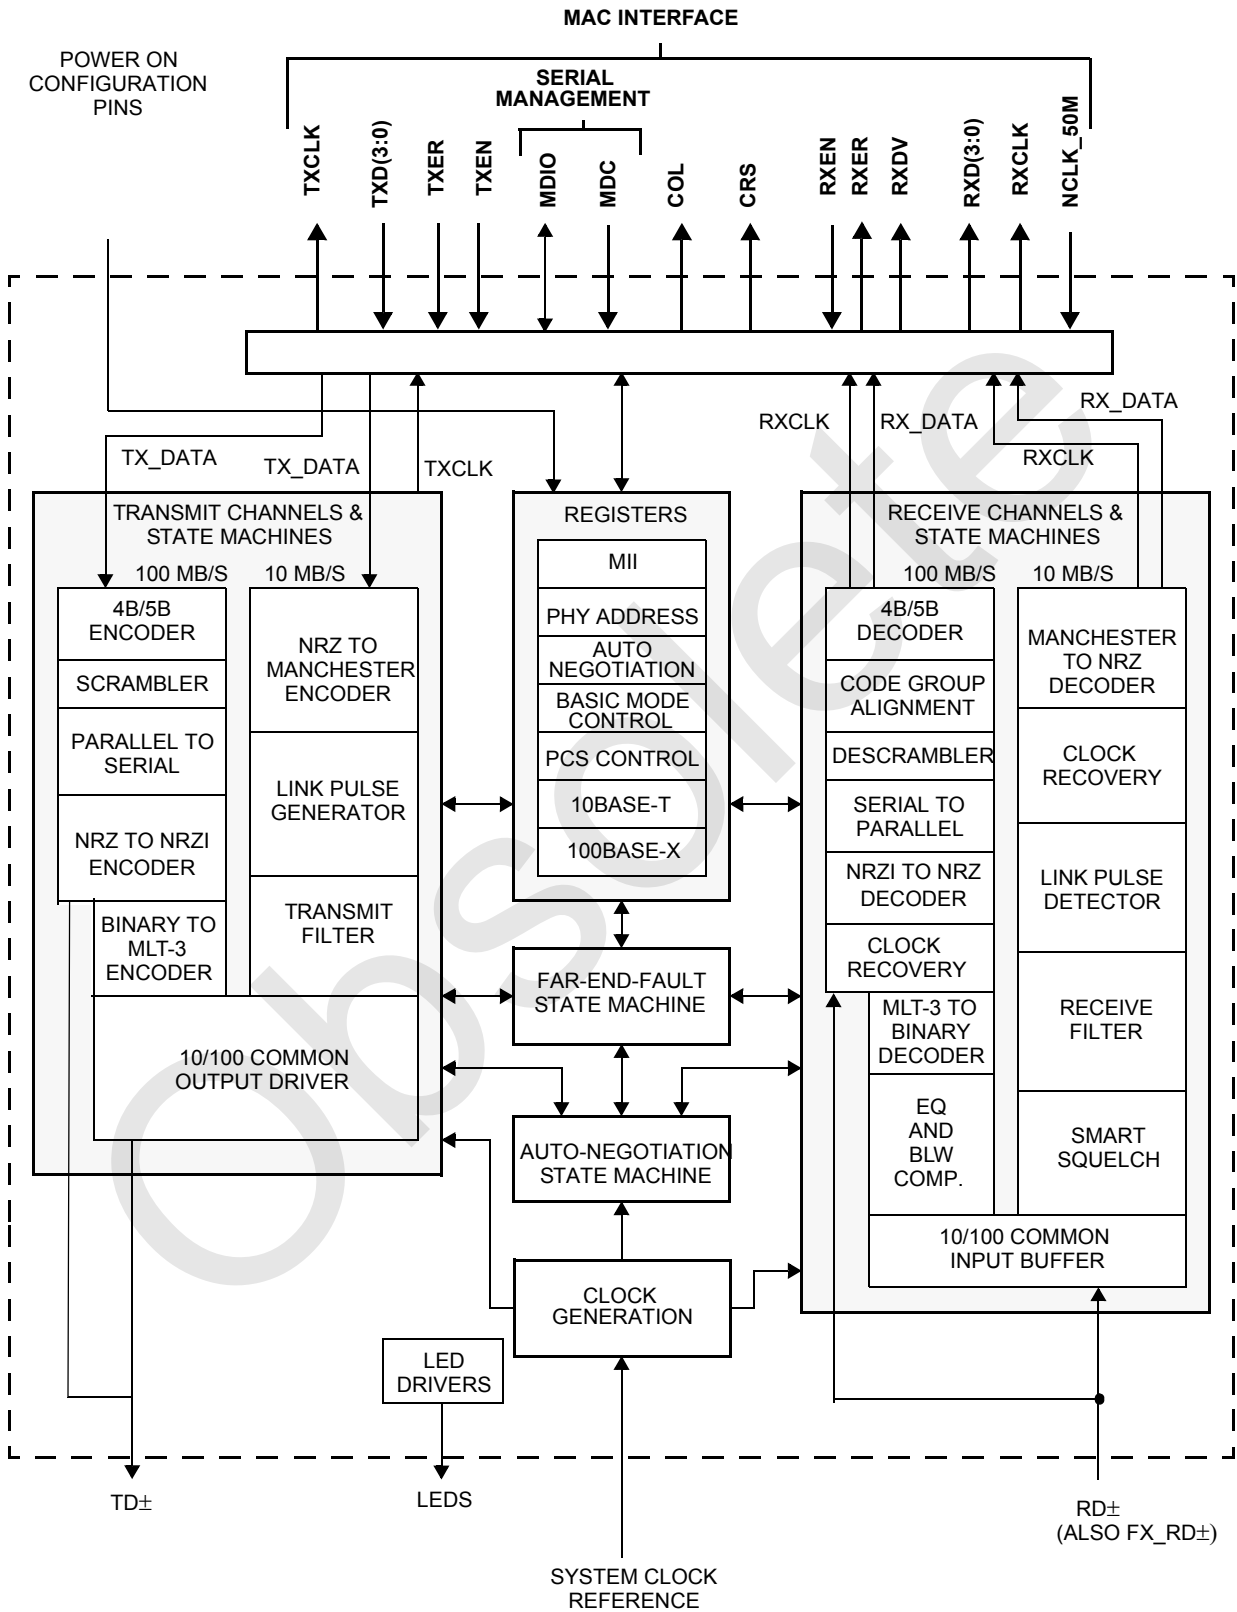 MAC INTERFACE
POWER ON
CONFIGURATION
PINS
SERIAL
MANAGEMENT
TXCLK
TXD(3:0)
TXER
TXEN
MDIO
MDC
COL
CRS
RXEN
RXER
RXDV
RXD(3:0)
RXCLK
NCLK_50M
TX_DATA
TX_DATA
TXCLK
RXCLK
RX_DATA
RXCLK
RX_DATA
TRANSMIT CHANNELS &
STATE MACHINES
100 MB/S
10 MB/S
4B/5B
ENCODER
SCRAMBLER
PARALLEL TO
SERIAL
NRZ TO NRZI
ENCODER
BINARY TO
MLT-3
ENCODER
NRZ TO
MANCHESTER
ENCODER
LINK PULSE
GENERATOR
TRANSMIT
FILTER
10/100 COMMON
OUTPUT DRIVER
REGISTERS
MII
PHY ADDRESS
AUTO
NEGOTIATION
BASIC MODE
CONTROL
PCS CONTROL
10BASE-T
100BASE-X
FAR-END-FAULT
STATE MACHINE
AUTO-NEGOTIATION
STATE MACHINE
CLOCK
GENERATION
LED
DRIVERS
RECEIVE CHANNELS &
STATE MACHINES
100 MB/S
10 MB/S
4B/5B
DECODER
CODE GROUP
ALIGNMENT
DESCRAMBLER
SERIAL TO
PARALLEL
NRZI TO NRZ
DECODER
CLOCK
RECOVERY
MLT-3 TO
BINARY
DECODER
EQ
AND
BLW
COMP.
MANCHESTER
TO NRZ
DECODER
CLOCK
RECOVERY
LINK PULSE
DETECTOR
RECEIVE
FILTER
SMART
SQUELCH
10/100 COMMON
INPUT BUFFER
TD±
LEDS
RD±
(ALSO FX_RD±)
SYSTEM CLOCK
REFERENCE
Obsolete